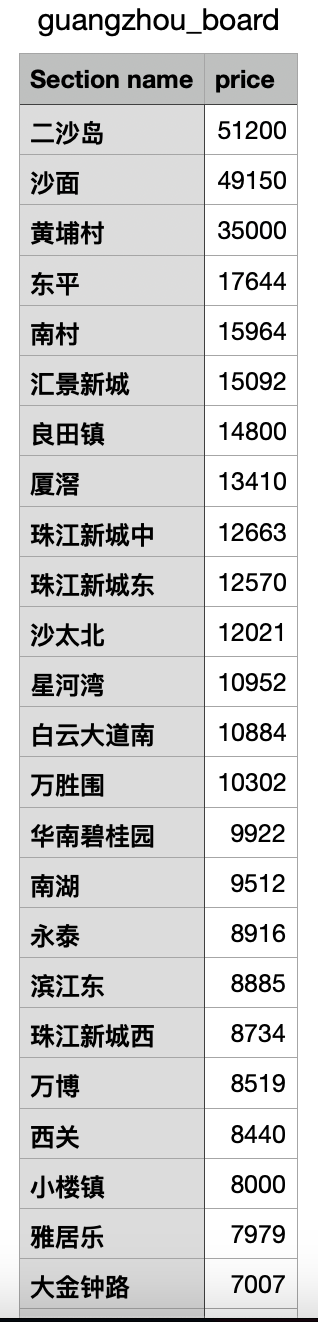 guangzhou_board
Section name price
二沙岛 51200
沙面 49150
黄埔村 35000
东平 17644
南村 15964
汇景新城 15092
良田镇 14800
厦滘 13410
珠江新城中 12663
珠江新城东 12570
沙太北 12021
星河湾 10952
白云大道南 10884
万胜围 10302
华南碧桂园 9922
南湖 9512
永泰 8916
滨江东 8885
珠江新城西 8734
万博 8519
西关 8440
小楼镇 8000
雅居乐 7979
大金钟路 7007